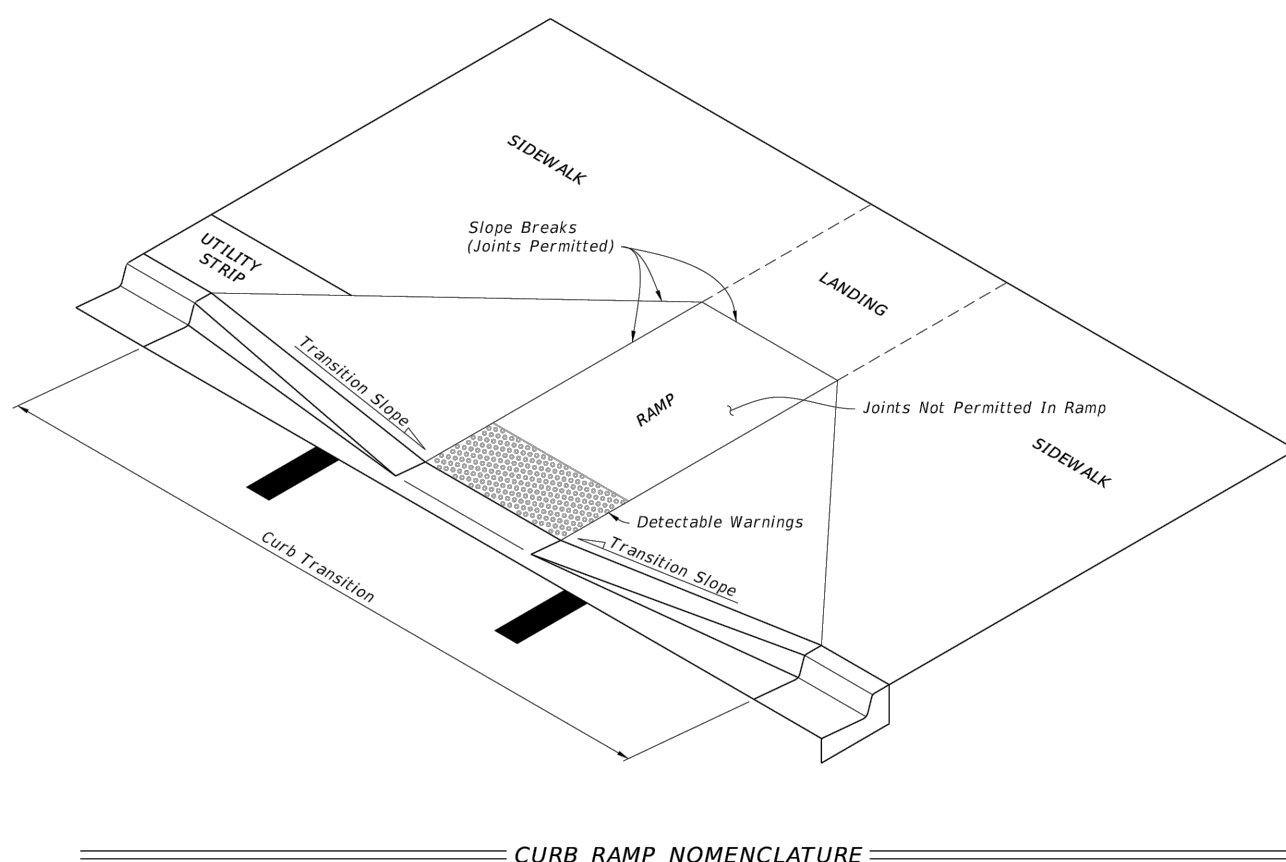 SIDEWALK
Slope Breaks
(Joints Permitted)
UTILITY
STRIP
LANDING
Transition Slope
RAMP
Joints Not Permitted In Ramp
SIDEWALK
Detectable Warnings
Transition Slope
Curb Transition
CURB RAMP NOMENCLATURE